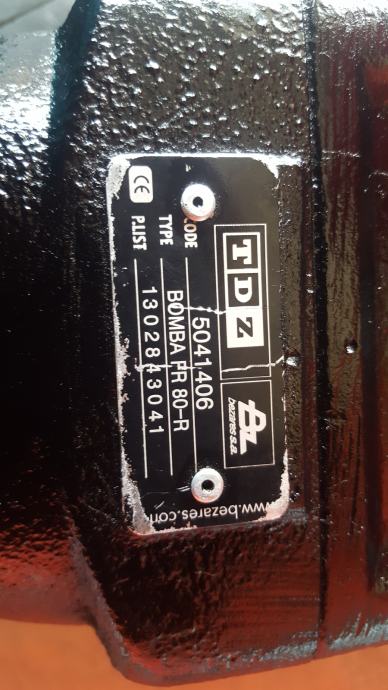 TDZ
bezares s.a.
CODE 5041406
TYPE BOMBA PR 80-R
P.LIST 1302843041
CE
www.bezares.com